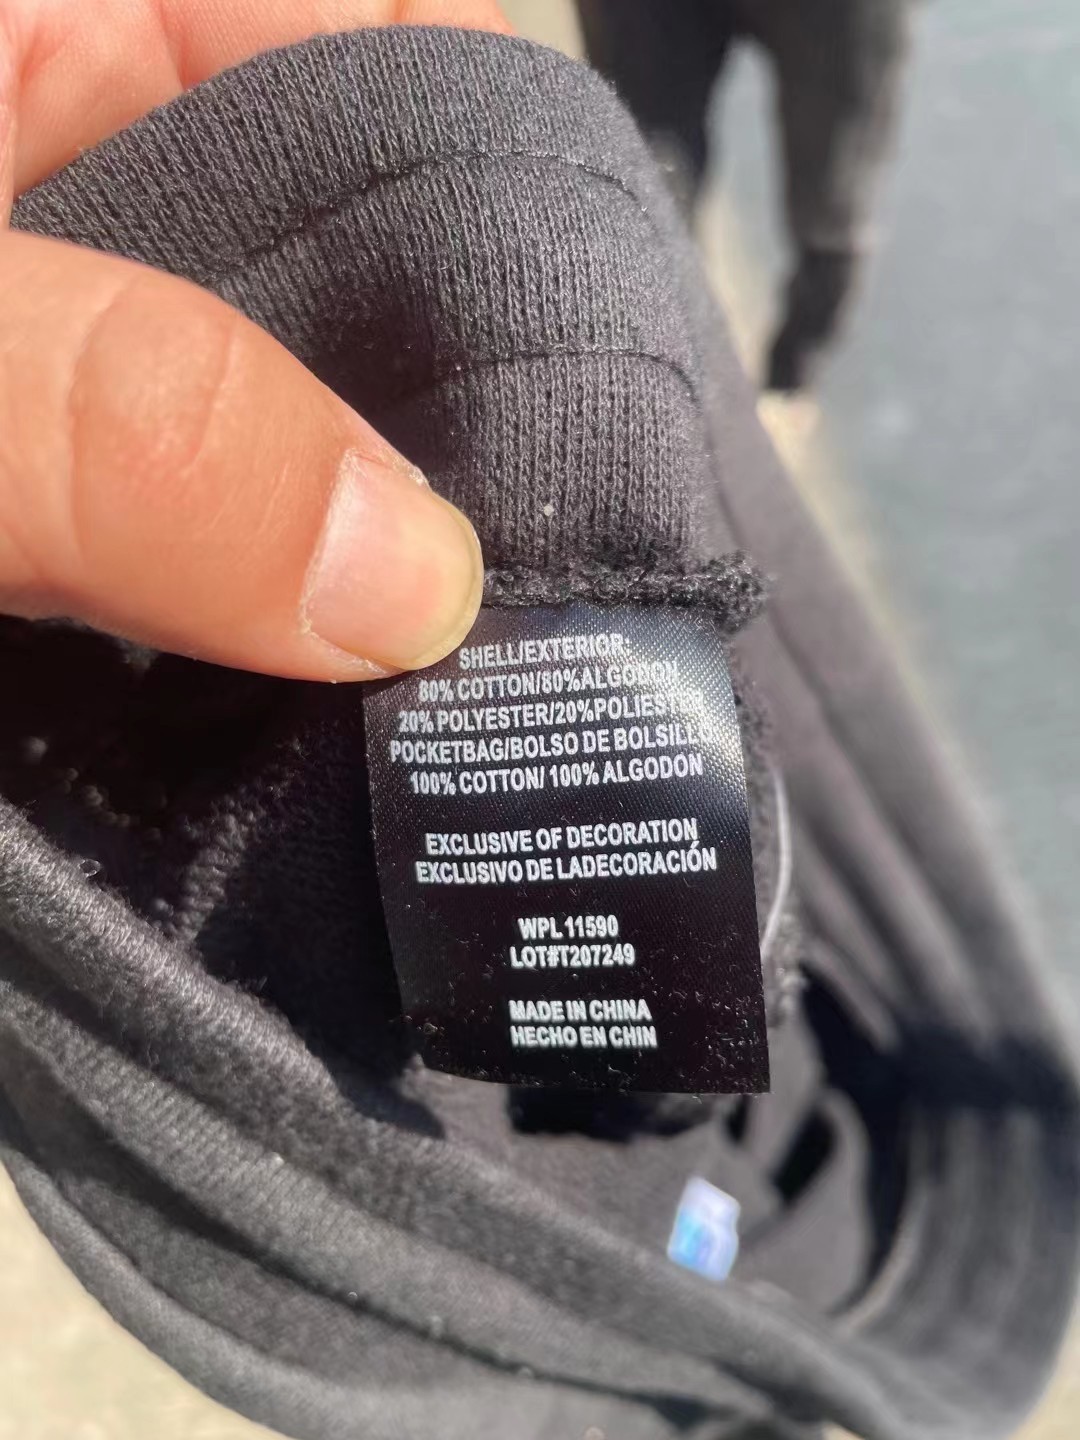 SHELL/EXTERIOR:
80% COTTON/80%ALGODON
20% POLYESTER/20%POLIESTER
POCKETBAG/BOLSO DE BOLSILLO
100% COTTON/ 100% ALGODON
EXCLUSIVE OF DECORATION
EXCLUSIVO DE LADECORACIÓN
WPL 11590
LOT#T207249
MADE IN CHINA
HECHO EN CHIN